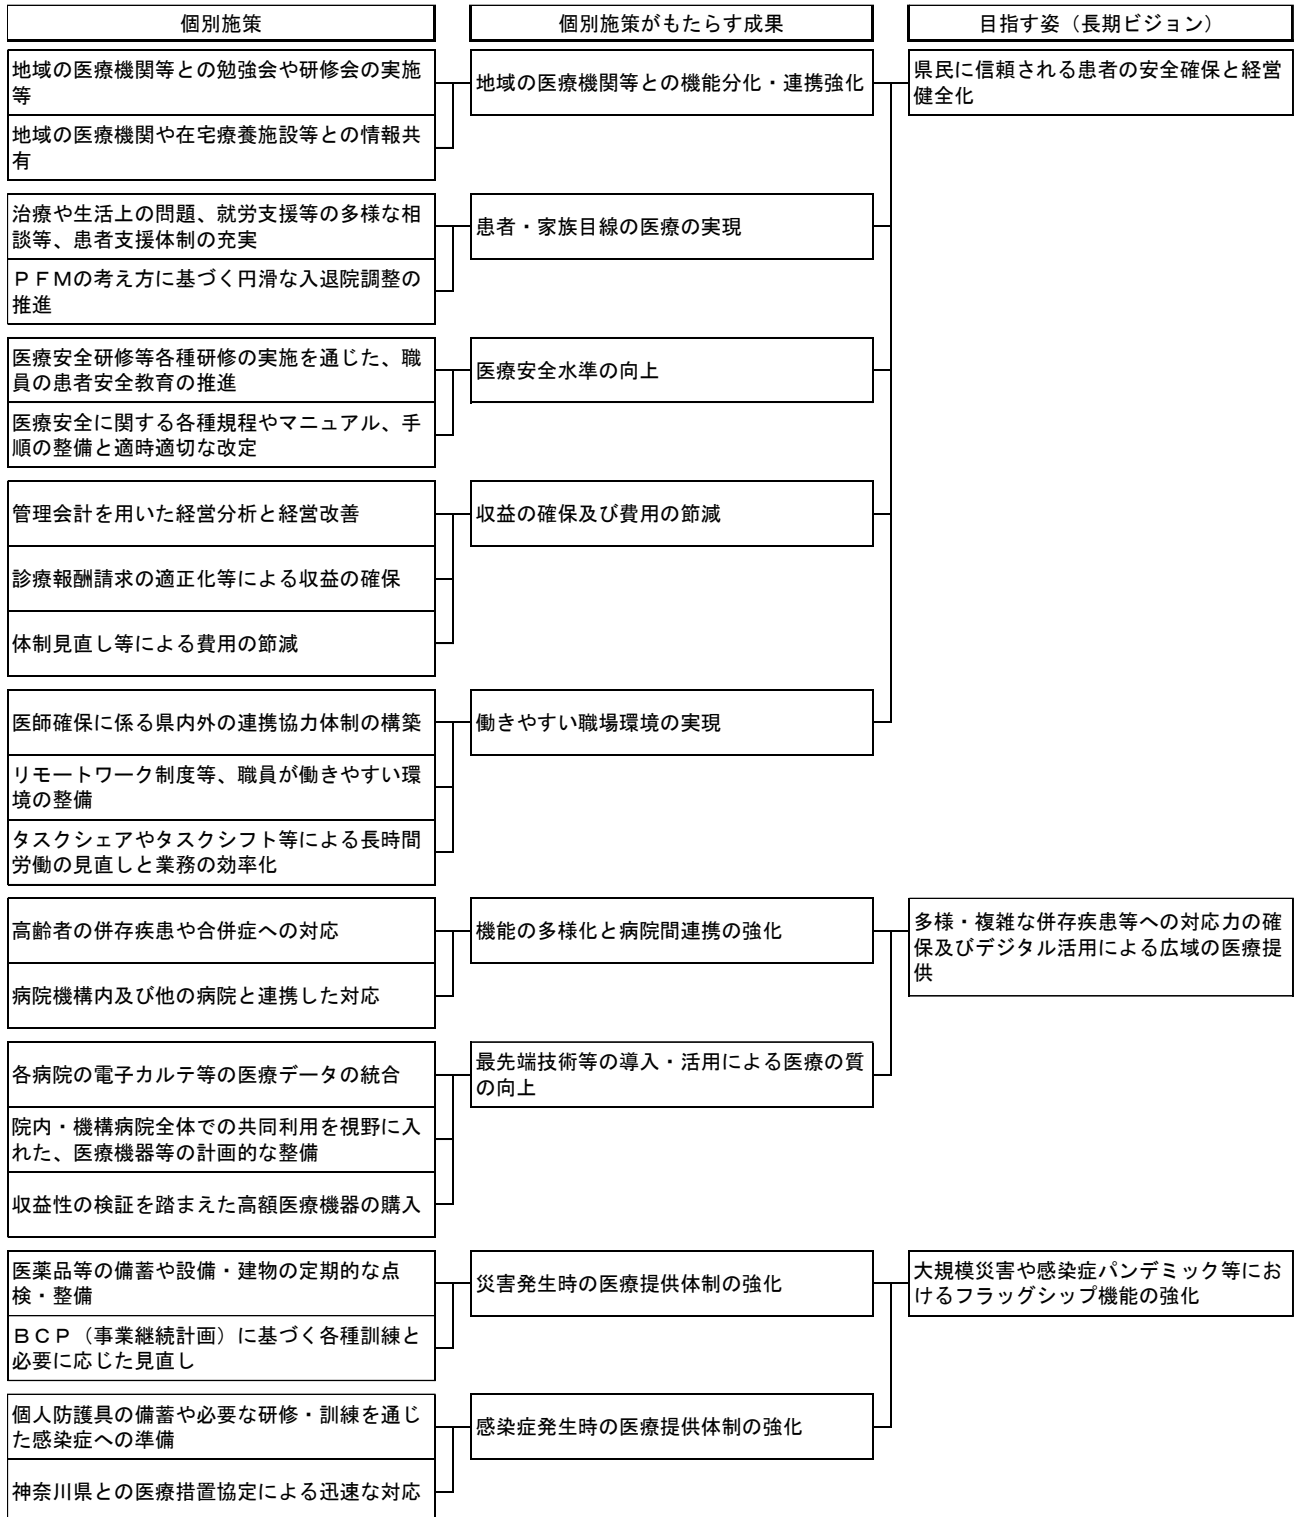 個別施策
個別施策がもたらす成果
目指す姿（長期ビジョン）
地域の医療機関等との勉強会や研修会の実施
等
地域の医療機関等との機能分化・連携強化
県民に信頼される患者の安全確保と経営
健全化
地域の医療機関や在宅療養施設等との情報共
有
治療や生活上の問題、就労支援等の多様な相
談等、患者支援体制の充実
患者・家族目線の医療の実現
ＰＦＭの考え方に基づく円滑な入退院調整の
推進
医療安全研修等各種研修の実施を通じた、職
員の患者安全教育の推進
医療安全水準の向上
医療安全に関する各種規程やマニュアル、手
順の整備と適時適切な改定
管理会計を用いた経営分析と経営改善
収益の確保及び費用の節減
診療報酬請求の適正化等による収益の確保
体制見直し等による費用の節減
医師確保に係る県内外の連携協力体制の構築
働きやすい職場環境の実現
リモートワーク制度等、職員が働きやすい環
境の整備
タスクシェアやタスクシフト等による長時間
労働の見直しと業務の効率化
高齢者の併存疾患や合併症への対応
機能の多様化と病院間連携の強化
多様・複雑な併存疾患等への対応力の確
保及びデジタル活用による広域の医療提
供
病院機構内及び他の病院と連携した対応
各病院の電子カルテ等の医療データの統合
最先端技術等の導入・活用による医療の質
の向上
院内・機構病院全体での共同利用を視野に入
れた、医療機器等の計画的な整備
収益性の検証を踏まえた高額医療機器の購入
医薬品等の備蓄や設備・建物の定期的な点
検・整備
災害発生時の医療提供体制の強化
大規模災害や感染症パンデミック等にお
けるフラッグシップ機能の強化
ＢＣＰ（事業継続計画）に基づく各種訓練と
必要に応じた見直し
個人防護具の備蓄や必要な研修・訓練を通じ
た感染症への準備
感染症発生時の医療提供体制の強化
神奈川県との医療措置協定による迅速な対応